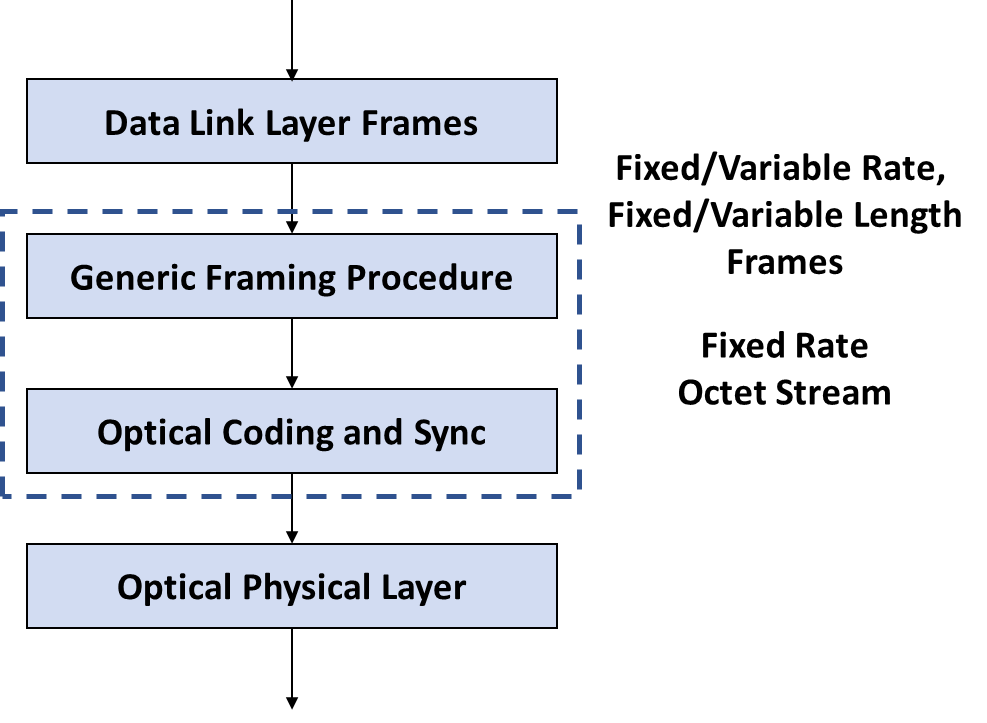 Data Link Layer Frames
Fixed/Variable Rate,
Fixed/Variable Length
Frames
Generic Framing Procedure
Fixed Rate
Octet Stream
Optical Coding and Sync
Optical Physical Layer